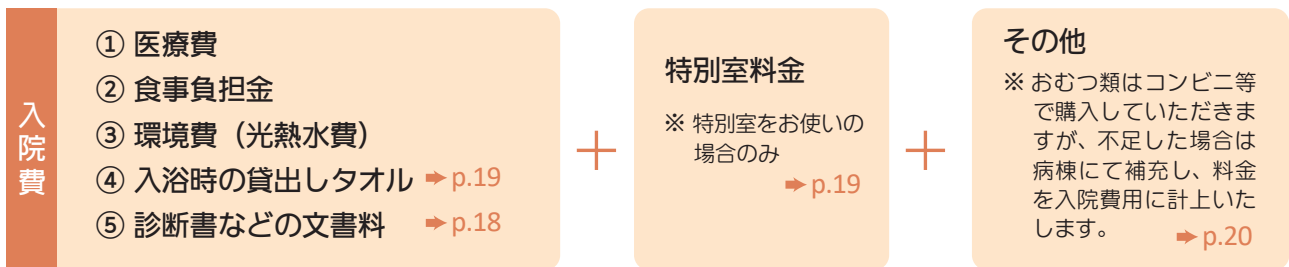 入院費
① 医療費
② 食事負担金
③ 環境費（光熱水費）
④ 入浴時の貸出しタオル ➡ p.19
⑤ 診断書などの文書料 ➡ p.18
＋
特別室料金
※ 特別室をお使いの
場合のみ
➡ p.19
＋
その他
※ おむつ類はコンビニ等
で購入していただきま
すが、不足した場合は
病棟にて補充し、料金
を入院費用に計上いた
します。 ➡ p.20